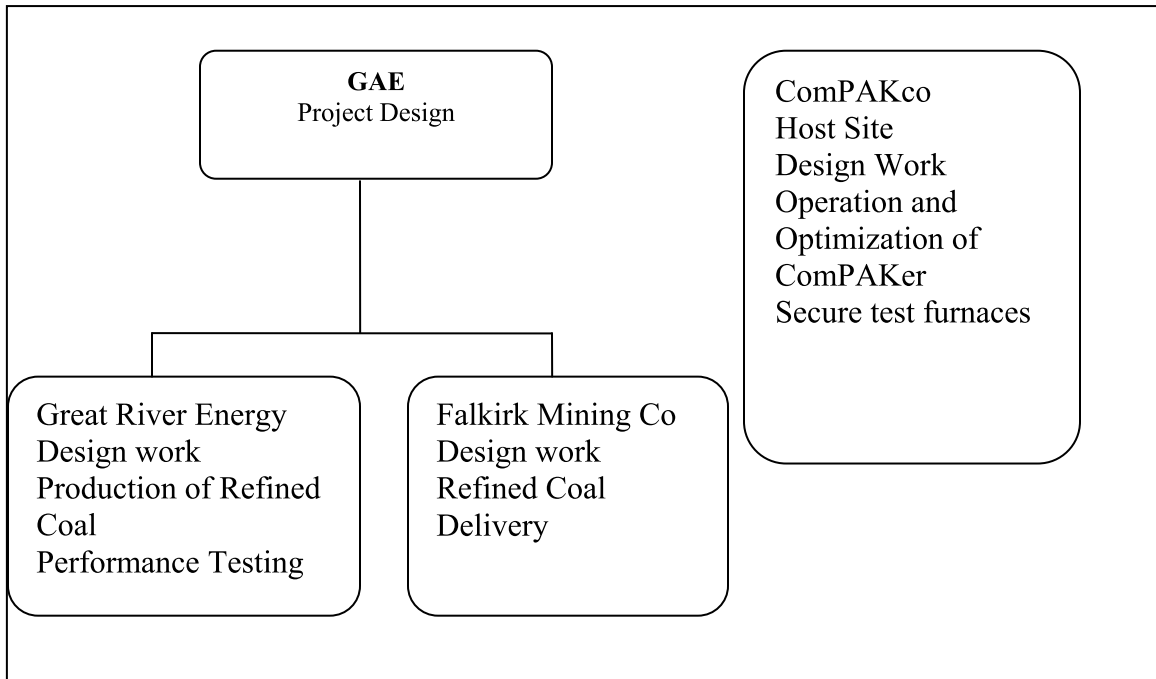 GAE
Project Design
ComPAKco
Host Site
Design Work
Operation and
Optimization of
ComPAKer
Secure test furnaces
Great River Energy
Design work
Production of Refined
Coal
Performance Testing
Falkirk Mining Co
Design work
Refined Coal
Delivery